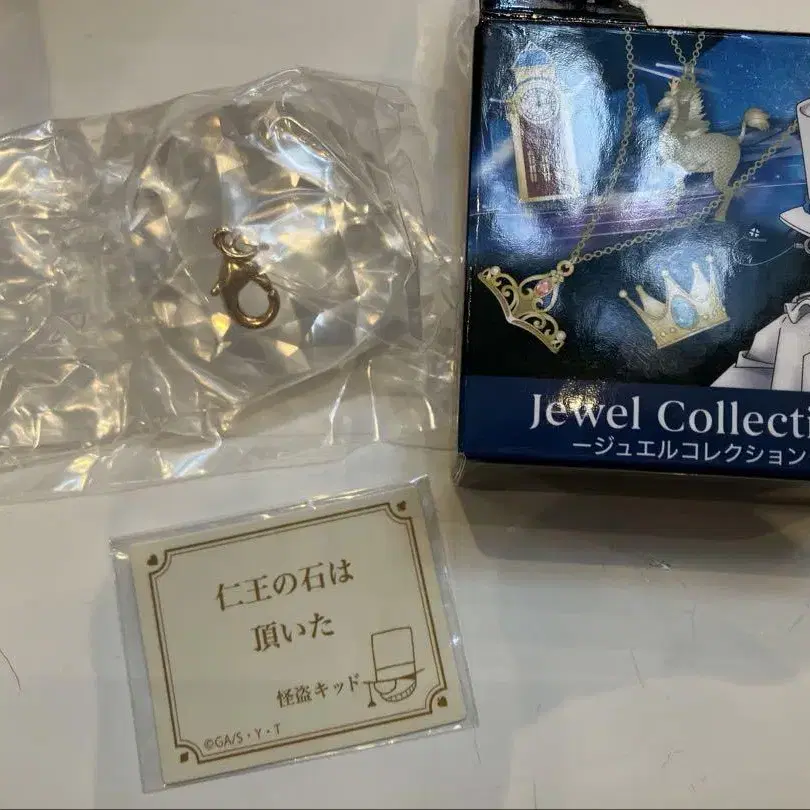 Jewel Collecti
ージュエルコレクション
仁王の石は
頂いた
怪盗キッド
©GA/S・Y・T